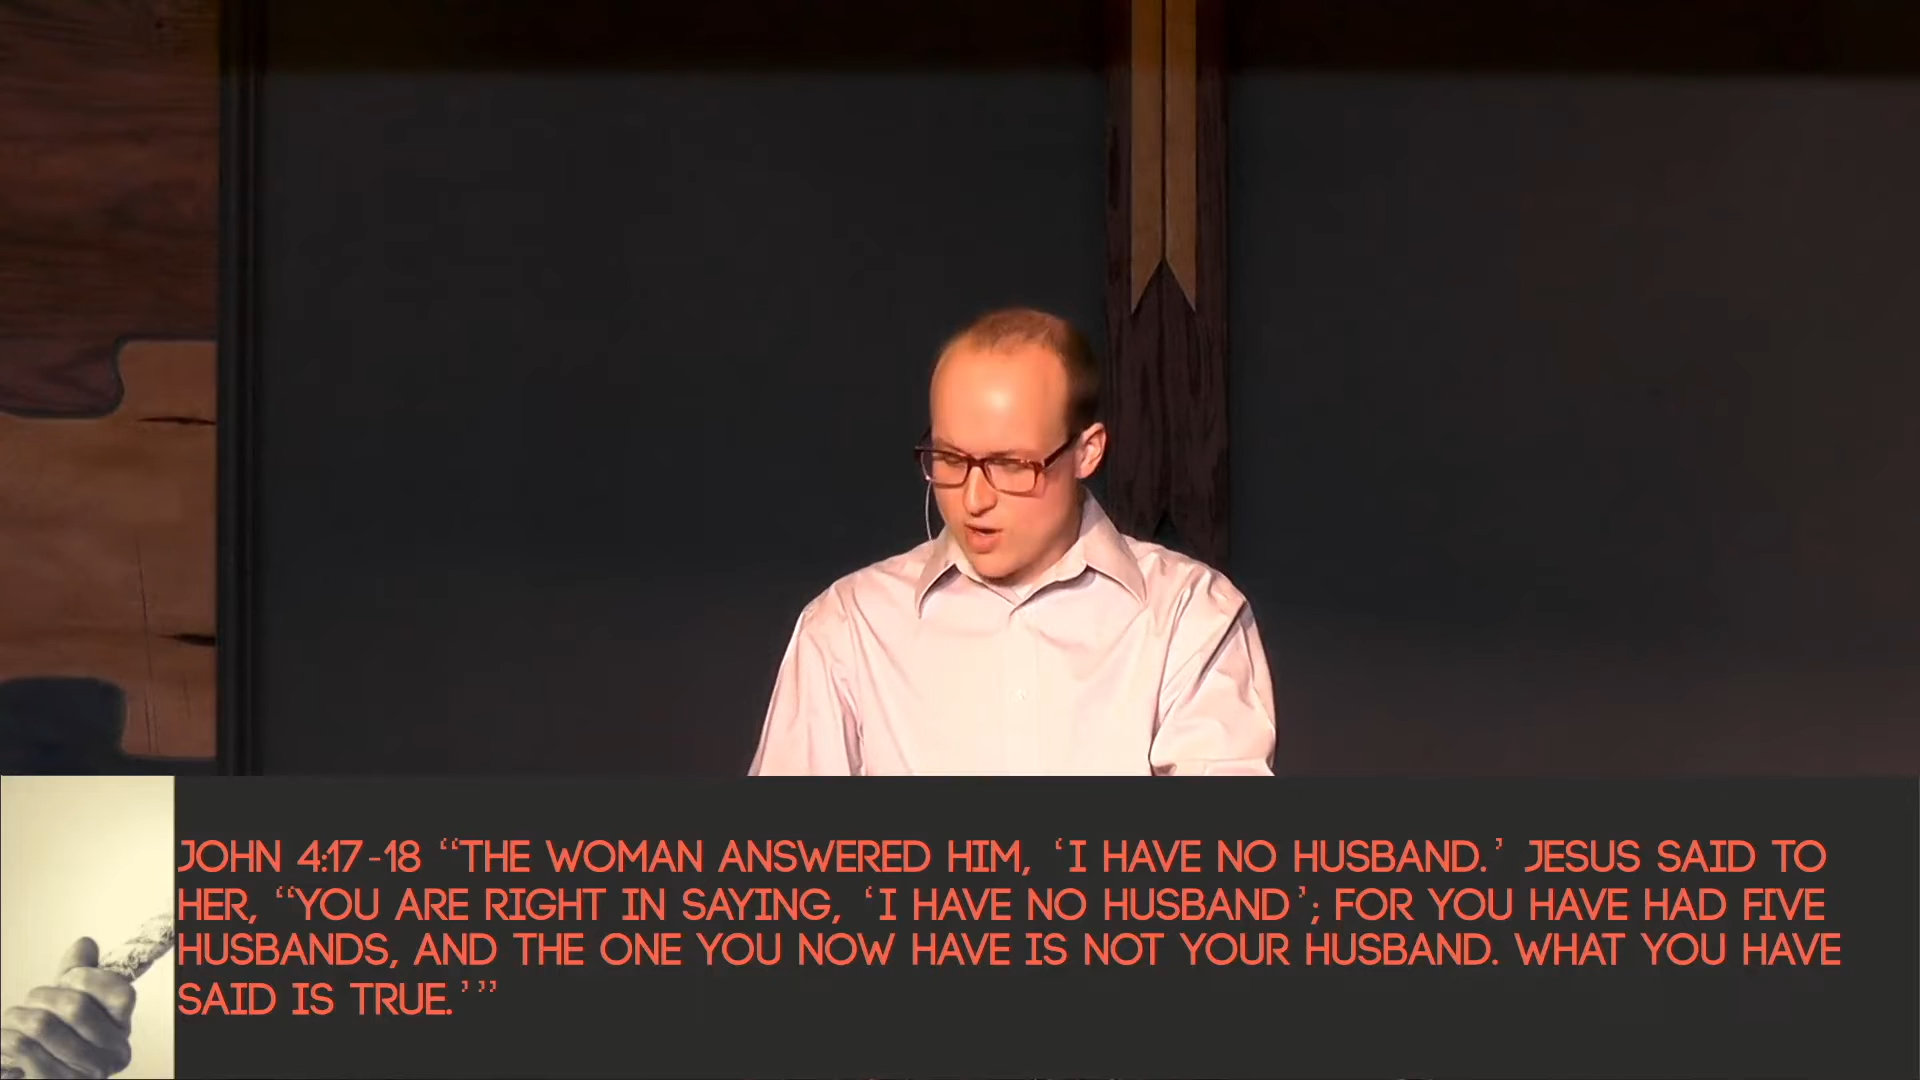 JOHN 4:17-18 “THE WOMAN ANSWERED HIM, ‘I HAVE NO HUSBAND.’ JESUS SAID TO
HER, “YOU ARE RIGHT IN SAYING, ‘I HAVE NO HUSBAND’; FOR YOU HAVE HAD FIVE
HUSBANDS, AND THE ONE YOU NOW HAVE IS NOT YOUR HUSBAND. WHAT YOU HAVE
SAID IS TRUE.’”